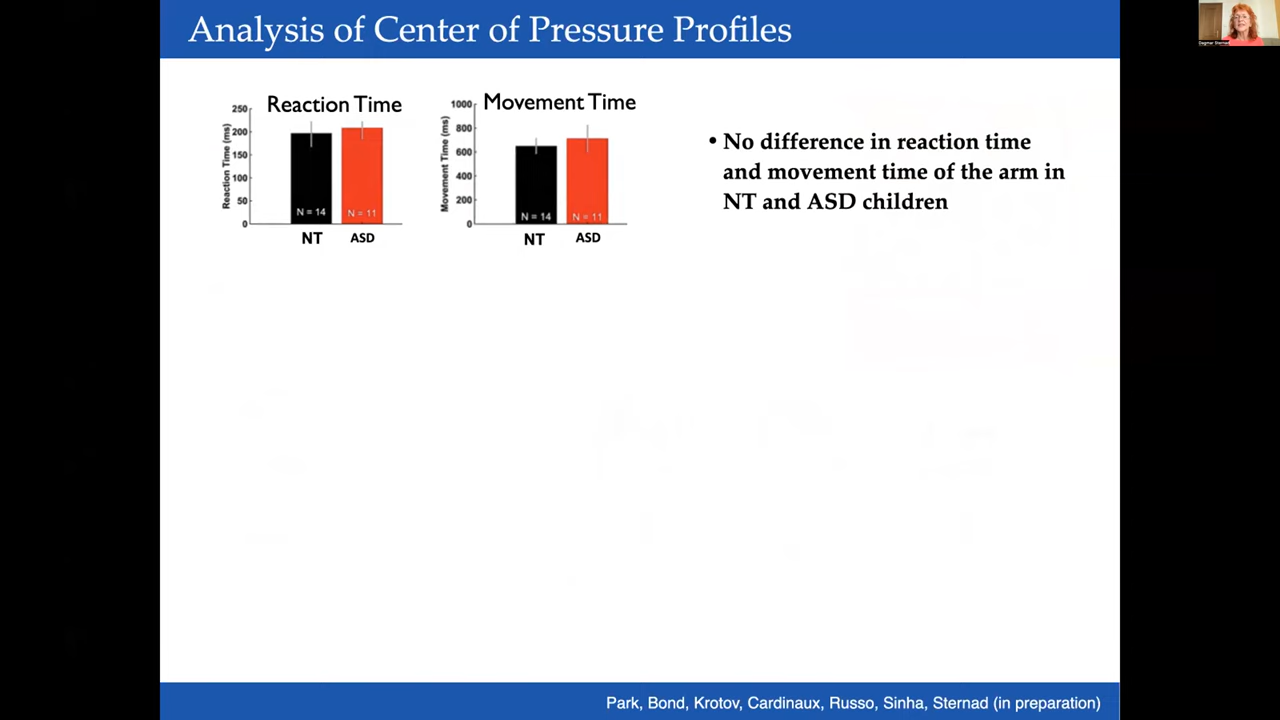 Analysis of Center of Pressure Profiles
Dagmar Sternad
Reaction Time
Reaction Time (ms)
250
200
150
100
50
0
N = 14
N = 11
NT
ASD
Movement Time
Movement Time (ms)
1000
800
600
400
200
0
N = 14
N = 11
NT
ASD
• No difference in reaction time
and movement time of the arm in
NT and ASD children
Park, Bond, Krotov, Cardinaux, Russo, Sinha, Sternad (in preparation)